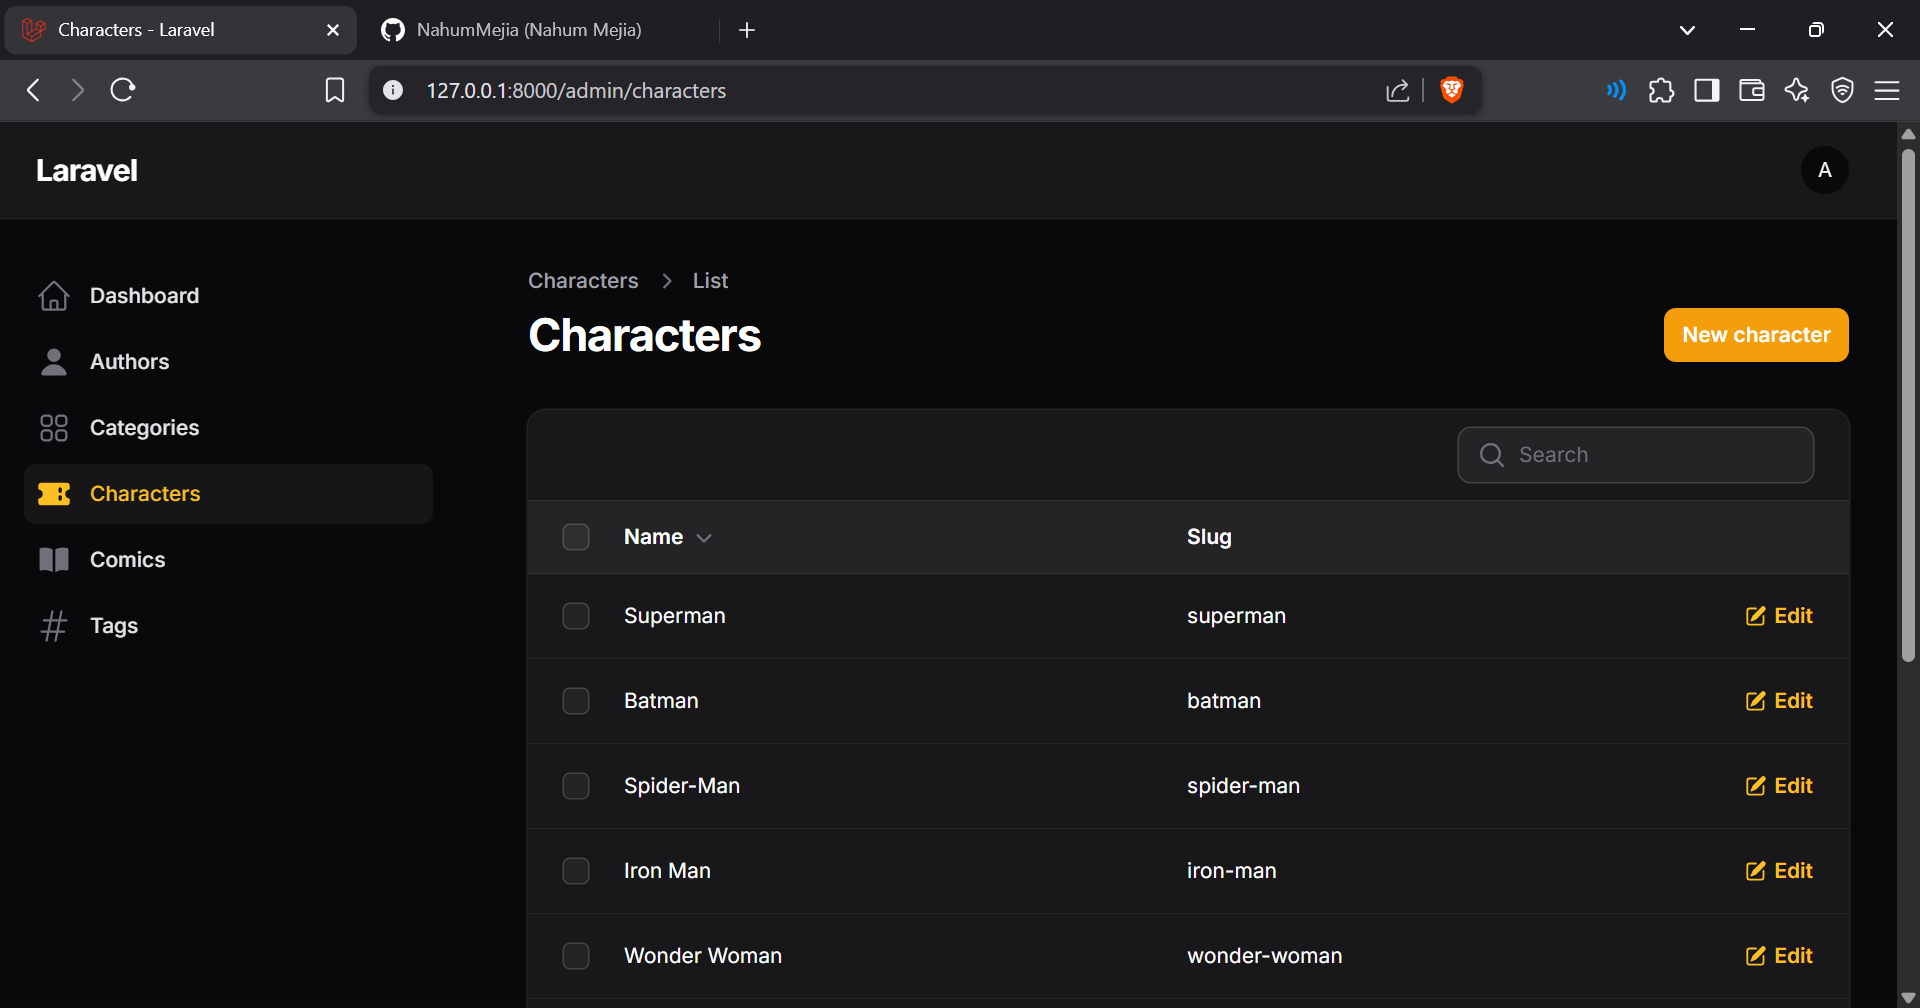 Characters - Laravel
NahumMejia (Nahum Mejia)
127.0.0.1:8000/admin/characters
Laravel
A
Dashboard
Authors
Categories
Characters
Comics
Tags
Characters > List
Characters
New character
Search
Name Slug
Superman superman Edit
Batman batman Edit
Spider-Man spider-man Edit
Iron Man iron-man Edit
Wonder Woman wonder-woman Edit